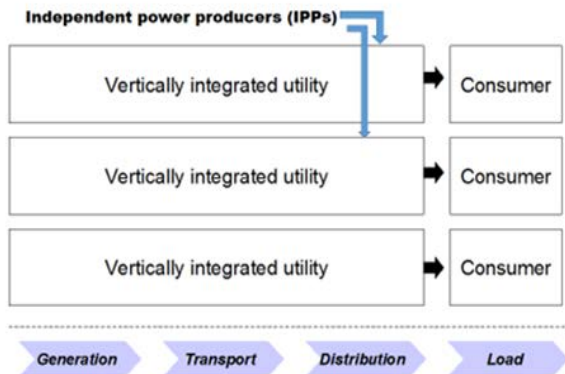 Independent power producers (IPPs)
Vertically integrated utility
Consumer
Vertically integrated utility
Consumer
Vertically integrated utility
Consumer
Generation
Transport
Distribution
Load